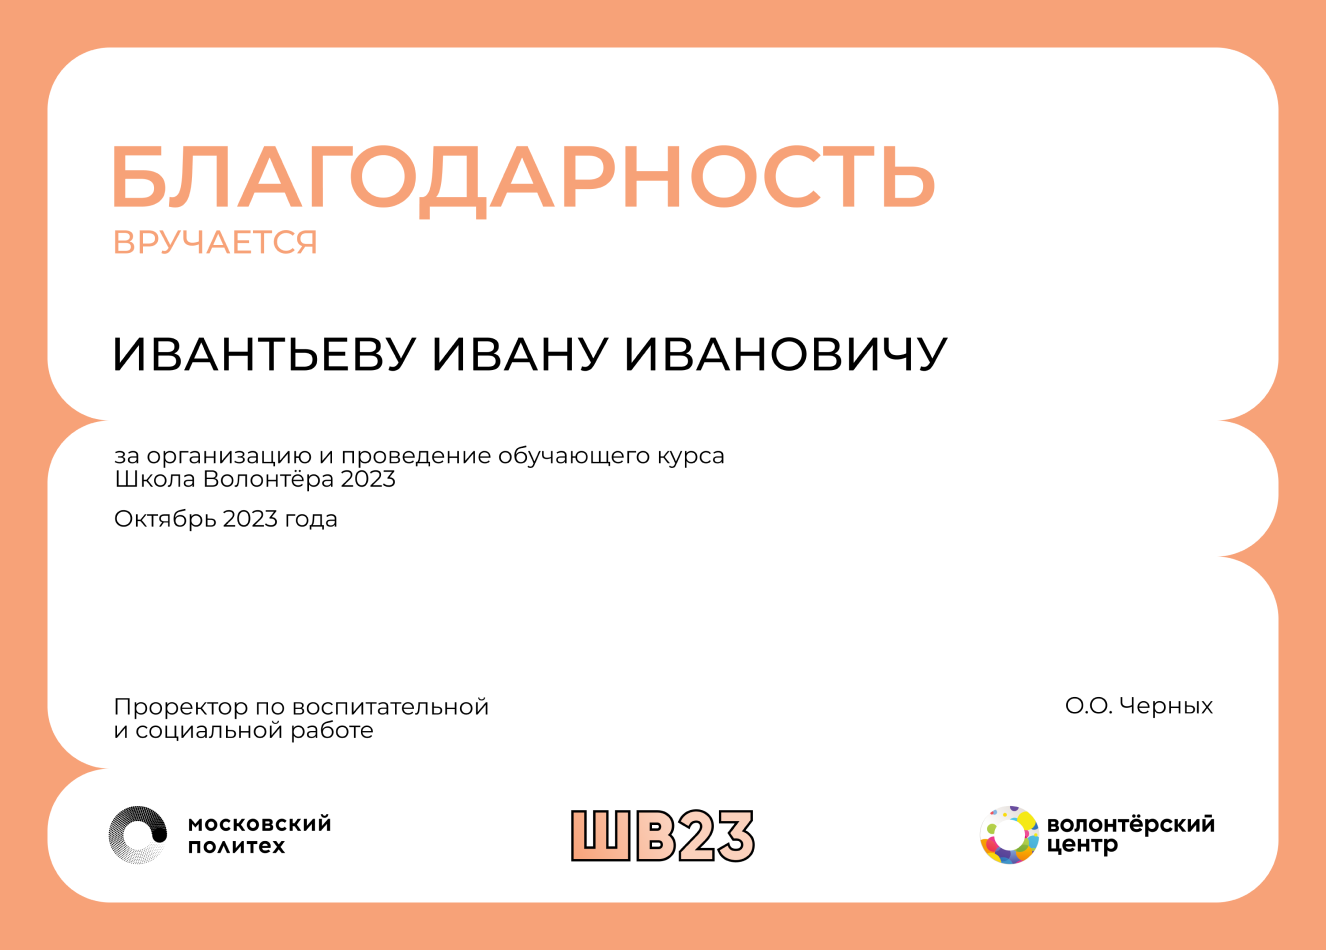 БЛАГОДАРНОСТЬ
ВРУЧАЕТСЯ
ИВАНТЬЕВУ ИВАНУ ИВАНОВИЧУ
за организацию и проведение обучающего курса
Школа Волонтёра 2023
Октябрь 2023 года
Проректор по воспитательной
и социальной работе
О.О. Черных
московский
политех
ШВ23
волонтёрский
центр